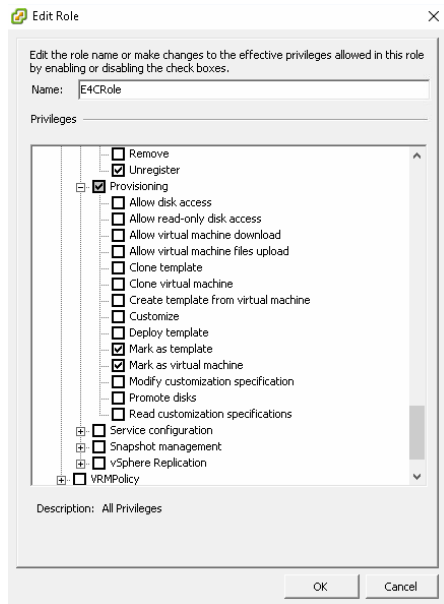 Edit Role
Edit the role name or make changes to the effective privileges allowed in this role
by enabling or disabling the check boxes.
Name: E4CRole
Privileges
Remove
Unregister
Provisioning
Allow disk access
Allow read-only disk access
Allow virtual machine download
Allow virtual machine files upload
Clone template
Clone virtual machine
Create template from virtual machine
Customize
Deploy template
Mark as template
Mark as virtual machine
Modify customization specification
Promote disks
Read customization specifications
Service configuration
Snapshot management
vSphere Replication
VRMPolicy
Description: All Privileges
OK Cancel